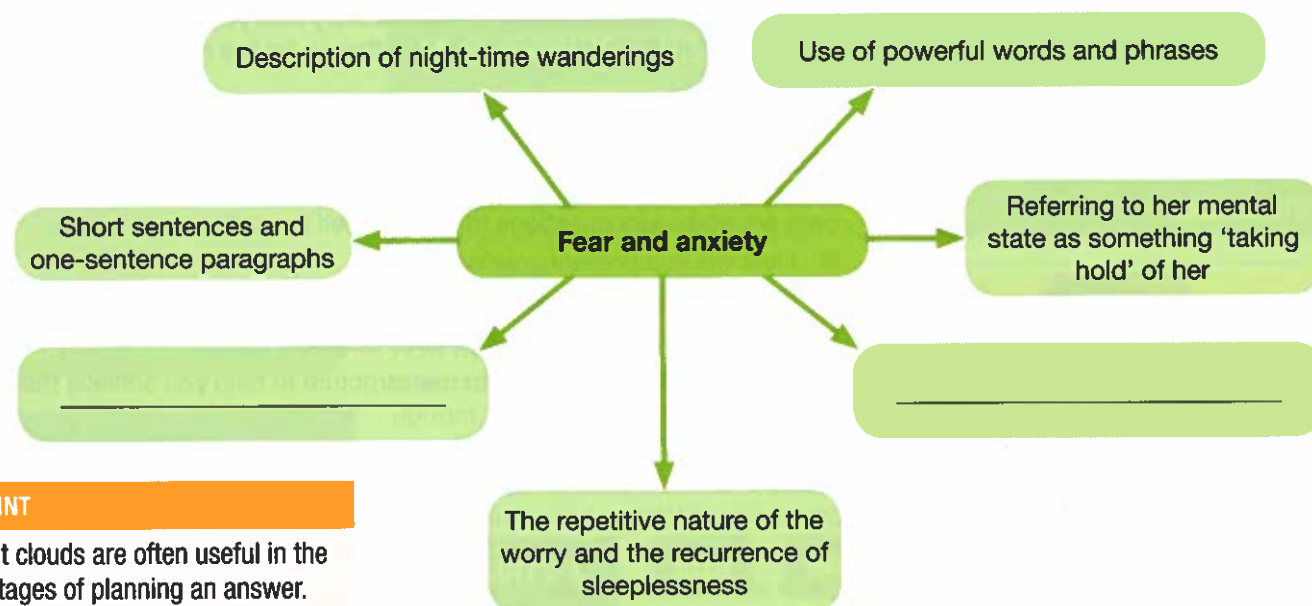 Description of night-time wanderings
Use of powerful words and phrases
Short sentences and
one-sentence paragraphs
Fear and anxiety
Referring to her mental
state as something ‘taking
hold’ of her
The repetitive nature of the
worry and the recurrence of
sleeplessness
INT
t clouds are often useful in the
tages of planning an answer.